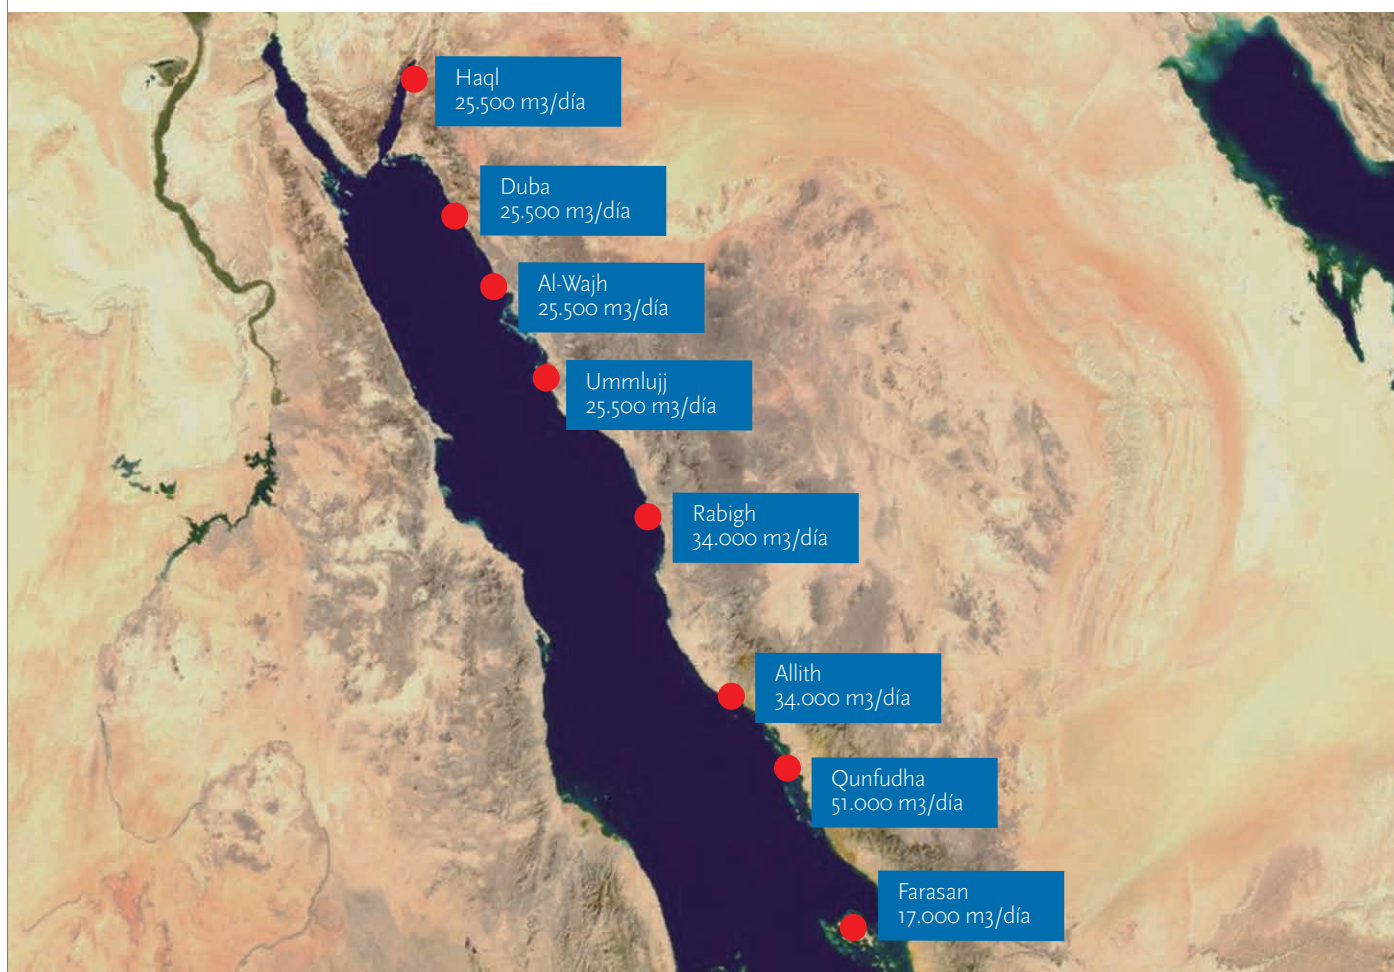 Haql
25.500 m3/día
Duba
25.500 m3/día
Al-Wajh
25.500 m3/día
Ummlujj
25.500 m3/día
Rabigh
34.000 m3/día
Allith
34.000 m3/día
Qunfudha
51.000 m3/día
Farasan
17.000 m3/día